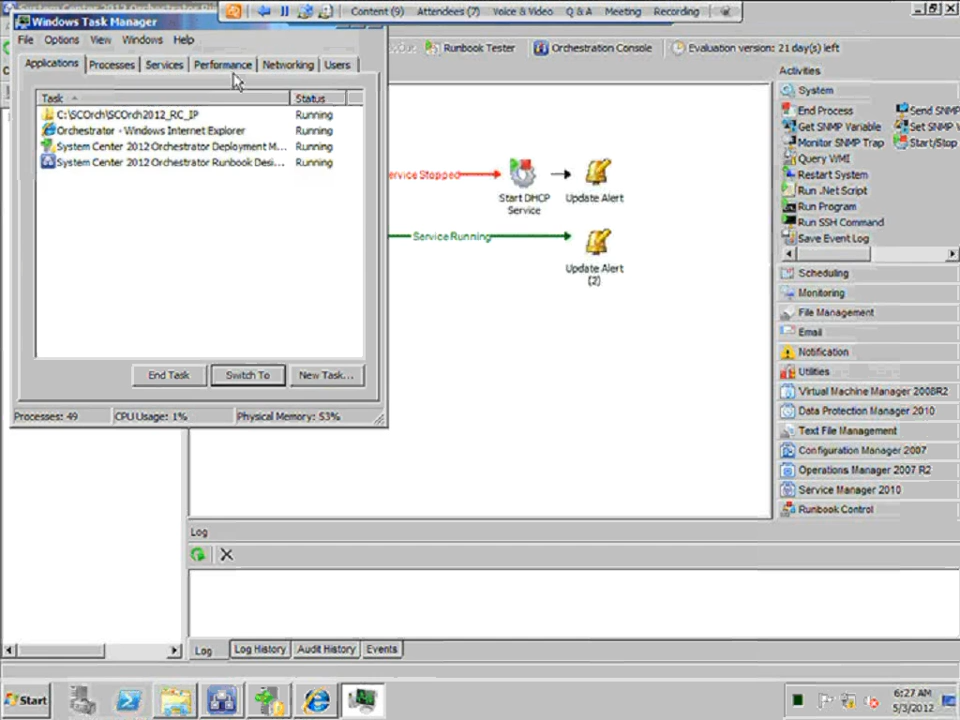 Windows Task Manager
Content (9) Attendees (7) Voice & Video Q & A Meeting Recording
File Options View Windows Help
Runbook Tester Orchestration Console Evaluation version: 21 day(s) left
Applications Processes Services Performance Networking Users
Task Status
C:\SCOrch\SCOrch2012_RC_IP Running
Orchestrator - Windows Internet Explorer Running
System Center 2012 Orchestrator Deployment M... Running
System Center 2012 Orchestrator Runbook Desi... Running
End Task Switch To New Task...
Processes: 49 CPU Usage: 1% Physical Memory: 53%
ervice Stopped
Start DHCP
Service
Update Alert
Service Running
Update Alert
(2)
Activities
System
End Process Send SNM
Get SNMP Variable Set SNMP V
Monitor SNMP Trap Start/Stop
Query WMI
Restart System
Run .Net Script
Run Program
Run SSH Command
Save Event Log
Scheduling
Monitoring
File Management
Email
Notification
Utilities
Virtual Machine Manager 2008R2
Data Protection Manager 2010
Text File Management
Configuration Manager 2007
Operations Manager 2007 R2
Service Manager 2010
Runbook Control
Log
Log Log History Audit History Events
Start
6:27 AM
5/3/2012